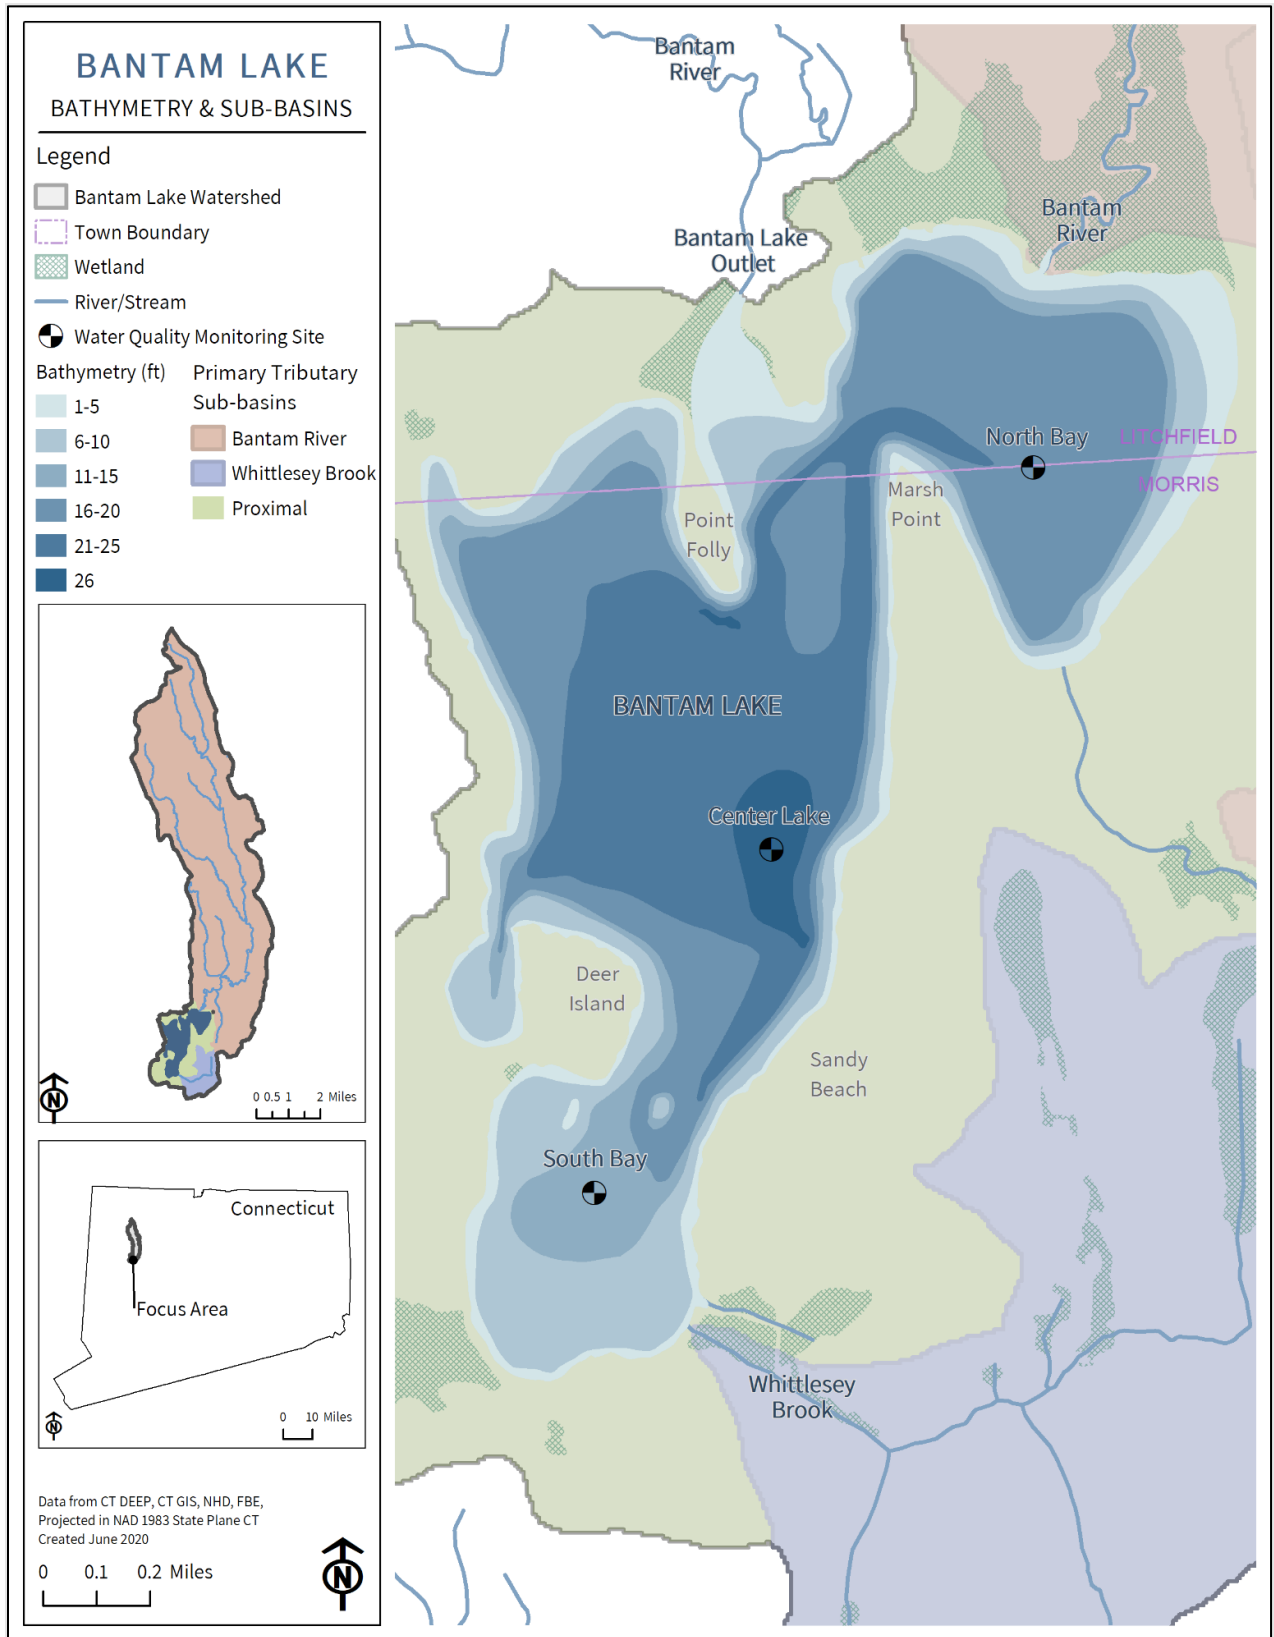 BANTAM LAKE
BATHYMETRY & SUB-BASINS
Legend
Bantam Lake Watershed
Town Boundary
Wetland
River/Stream
Water Quality Monitoring Site
Bathymetry (ft)
1-5
6-10
11-15
16-20
21-25
26
Primary Tributary
Sub-basins
Bantam River
Whittlesey Brook
Proximal
N
0 0.5 1 2 Miles
Connecticut
Focus Area
N
0 10 Miles
Data from CT DEEP, CT GIS, NHD, FBE,
Projected in NAD 1983 State Plane CT
Created June 2020
0 0.1 0.2 Miles
N
Bantam
River
Bantam
River
Bantam Lake
Outlet
North Bay
LITCHFIELD
MORRIS
Marsh
Point
Point
Folly
BANTAM LAKE
Center Lake
Deer
Island
Sandy
Beach
South Bay
Whittlesey
Brook